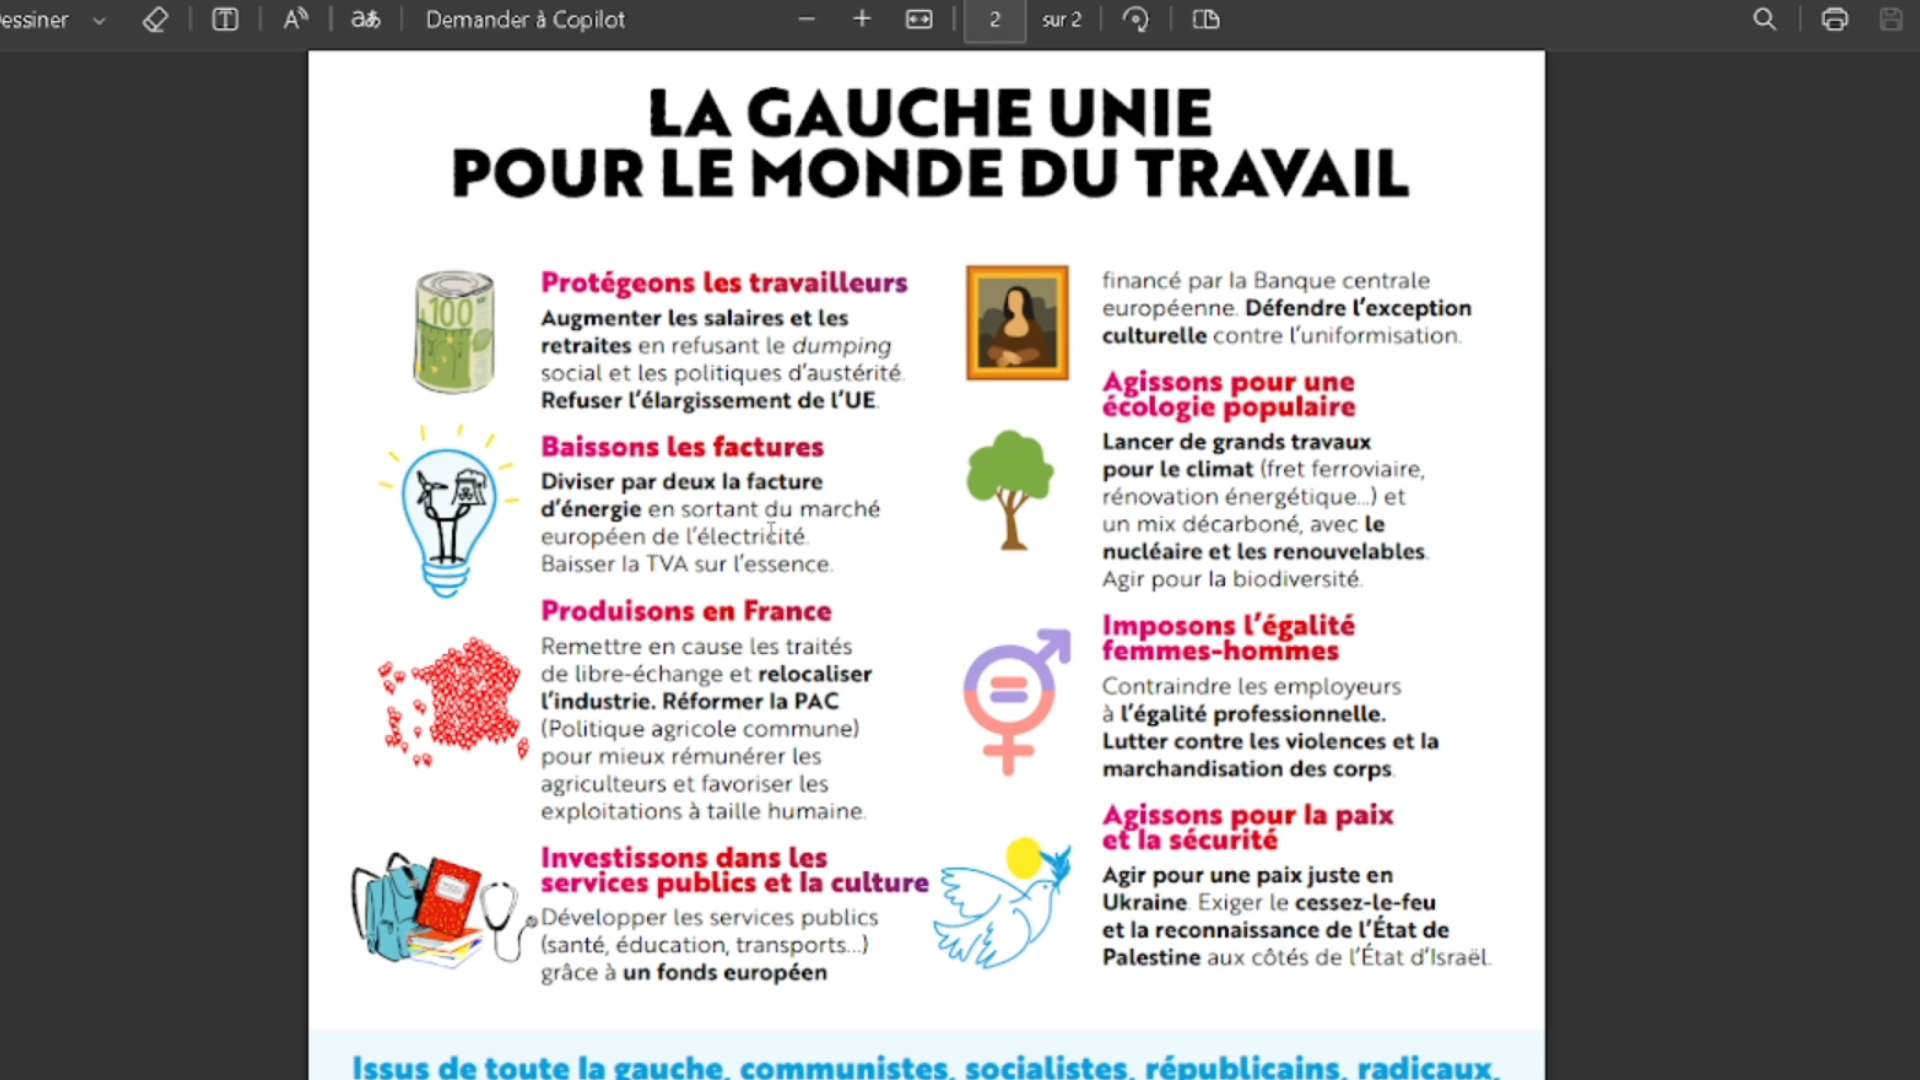 essiner
Demander à Copilot
2
sur 2
LA GAUCHE UNIE
POUR LE MONDE DU TRAVAIL
Protégeons les travailleurs
Augmenter les salaires et les
retraites en refusant le dumping
social et les politiques d'austérité.
Refuser l'élargissement de l'UE.
Baissons les factures
Diviser par deux la facture
d'énergie en sortant du marché
européen de l'électricité.
Baisser la TVA sur l'essence.
Produisons en France
Remettre en cause les traités
de libre-échange et relocaliser
l'industrie. Réformer la PAC
(Politique agricole commune)
pour mieux rémunérer les
agriculteurs et favoriser les
exploitations à taille humaine.
Investissons dans les
services publics et la culture
Développer les services publics
(santé, éducation, transports...)
grâce à un fonds européen
financé par la Banque centrale
européenne. Défendre l'exception
culturelle contre l'uniformisation.
Agissons pour une
écologie populaire
Lancer de grands travaux
pour le climat (fret ferroviaire,
rénovation énergétique...) et
un mix décarboné, avec le
nucléaire et les renouvelables.
Agir pour la biodiversité.
Imposons l'égalité
femmes-hommes
Contraindre les employeurs
à l'égalité professionnelle.
Lutter contre les violences et la
marchandisation des corps.
Agissons pour la paix
et la sécurité
Agir pour une paix juste en
Ukraine. Exiger le cessez-le-feu
et la reconnaissance de l'État de
Palestine aux côtés de l'État d'Israël.
100
Issus de toute la gauche, communistes, socialistes, républicains, radicaux,